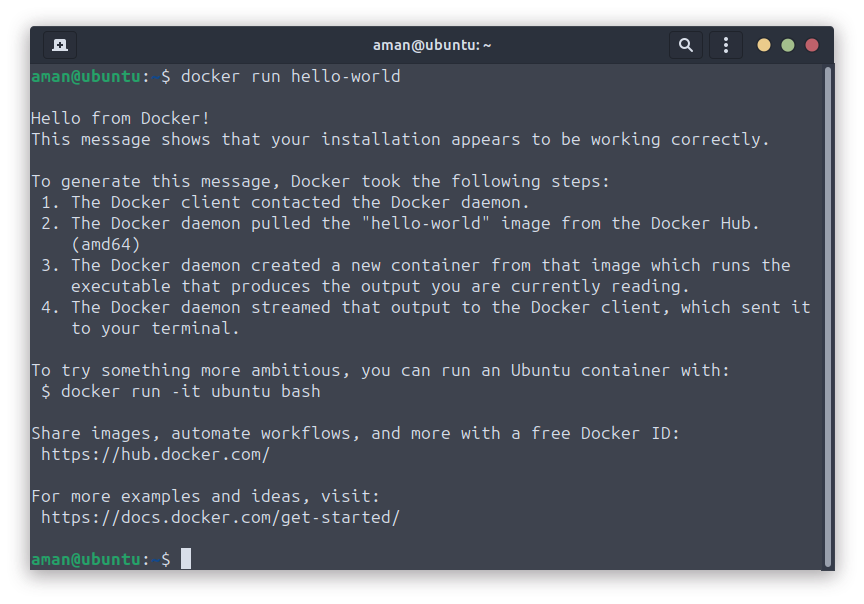 aman@ubuntu: ~
aman@ubuntu:~$ docker run hello-world
Hello from Docker!
This message shows that your installation appears to be working correctly.
To generate this message, Docker took the following steps:
1. The Docker client contacted the Docker daemon.
2. The Docker daemon pulled the "hello-world" image from the Docker Hub.
(amd64)
3. The Docker daemon created a new container from that image which runs the
executable that produces the output you are currently reading.
4. The Docker daemon streamed that output to the Docker client, which sent it
to your terminal.
To try something more ambitious, you can run an Ubuntu container with:
$ docker run -it ubuntu bash
Share images, automate workflows, and more with a free Docker ID:
https://hub.docker.com/
For more examples and ideas, visit:
https://docs.docker.com/get-started/
aman@ubuntu:~$